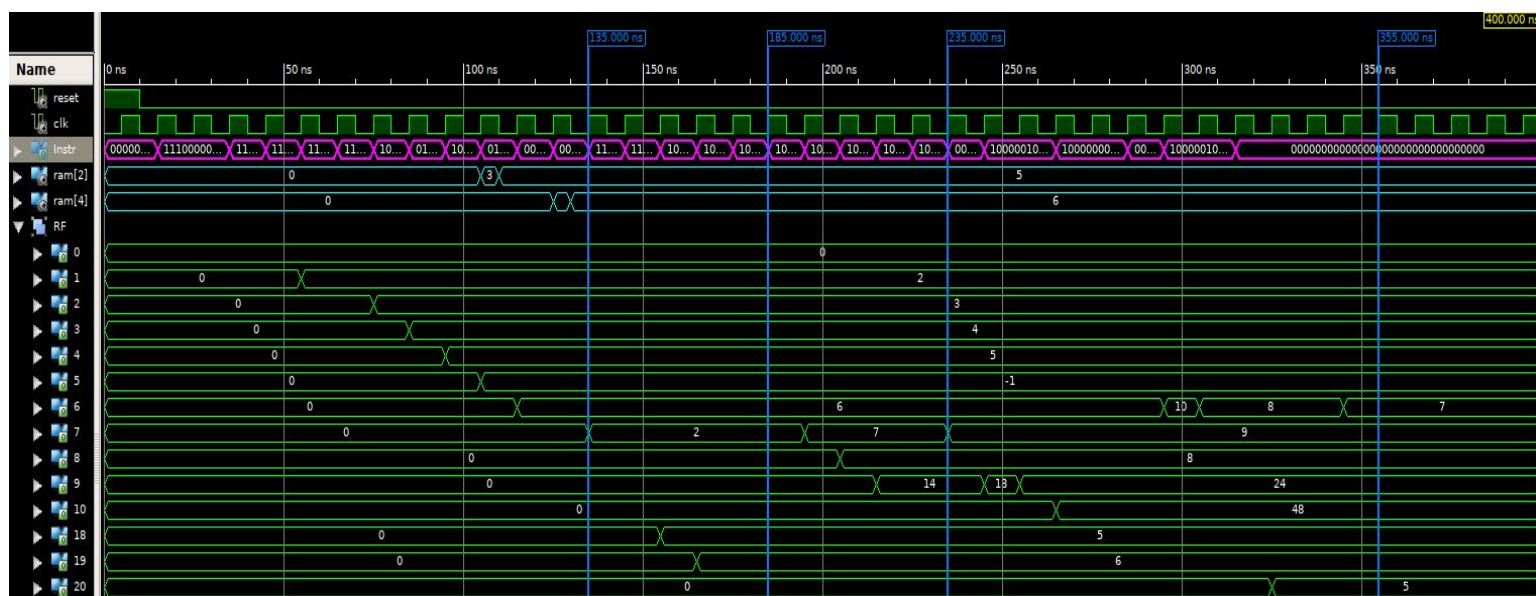 400.000 ns
135.000 ns 185.000 ns 235.000 ns 355.000 ns
Name 0 ns 50 ns 100 ns 150 ns 200 ns 250 ns 300 ns 350 ns
reset
clk
Instr 00000... 11100000... 11... 11... 11... 11... 11... 10... 01... 10... 01... 00... 00... 11... 11... 10... 10... 10... 10... 10... 10... 10... 10... 00... 10000010... 10000000... 00... 10000010... 00000000000000000000000000000000
ram[2] 0 3 5
ram[4] 0 6
RF
0 0
1 0 2
2 0 3
3 0 4
4 0 5
5 0 -1
6 0 6 10 8 7
7 0 2 7 9
8 0 8
9 0 14 13 24
10 0 48
18 0 5
19 0 6
20 0 5